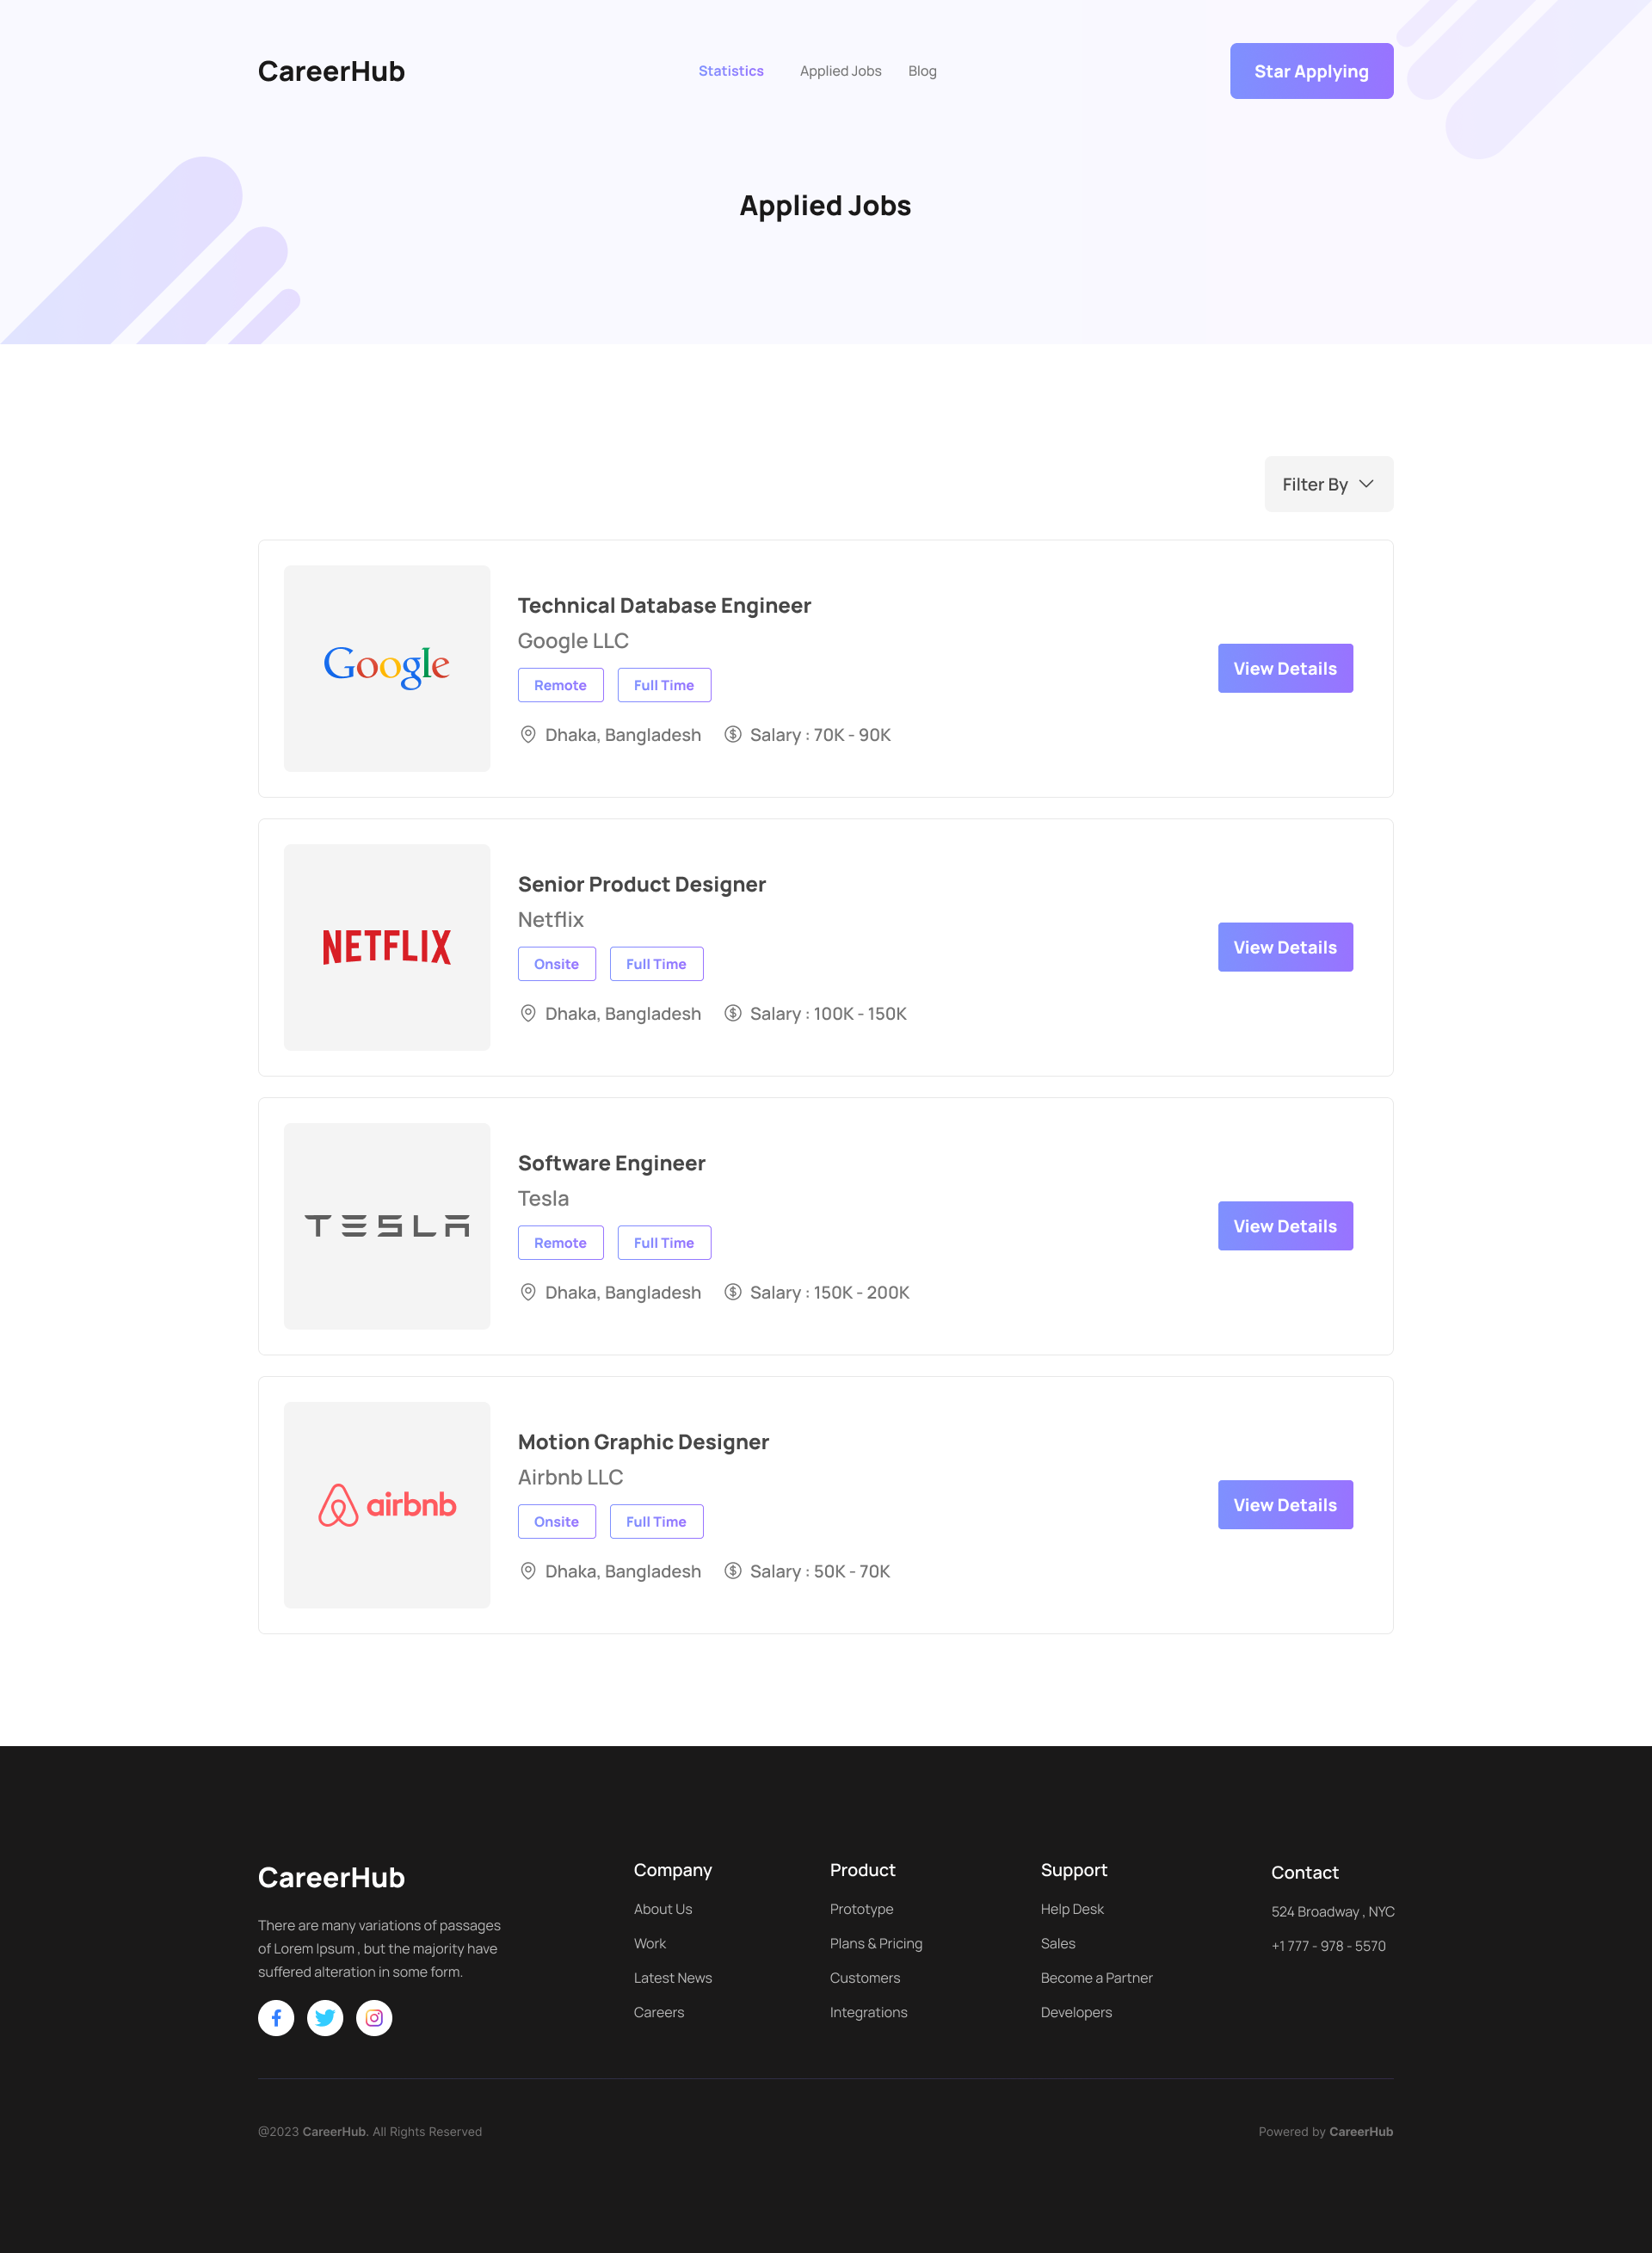 CareerHub
Statistics Applied Jobs Blog
Star Applying
Applied Jobs
Filter By
Google
Technical Database Engineer
Google LLC
Remote Full Time
Dhaka, Bangladesh Salary : 70K - 90K
View Details
NETFLIX
Senior Product Designer
Netflix
Onsite Full Time
Dhaka, Bangladesh Salary : 100K - 150K
View Details
TESLA
Software Engineer
Tesla
Remote Full Time
Dhaka, Bangladesh Salary : 150K - 200K
View Details
airbnb
Motion Graphic Designer
Airbnb LLC
Onsite Full Time
Dhaka, Bangladesh Salary : 50K - 70K
View Details
CareerHub
There are many variations of passages
of Lorem Ipsum , but the majority have
suffered alteration in some form.
Company
About Us
Work
Latest News
Careers
Product
Prototype
Plans & Pricing
Customers
Integrations
Support
Help Desk
Sales
Become a Partner
Developers
Contact
524 Broadway , NYC
+1 777 - 978 - 5570
@2023 CareerHub. All Rights Reserved
Powered by CareerHub